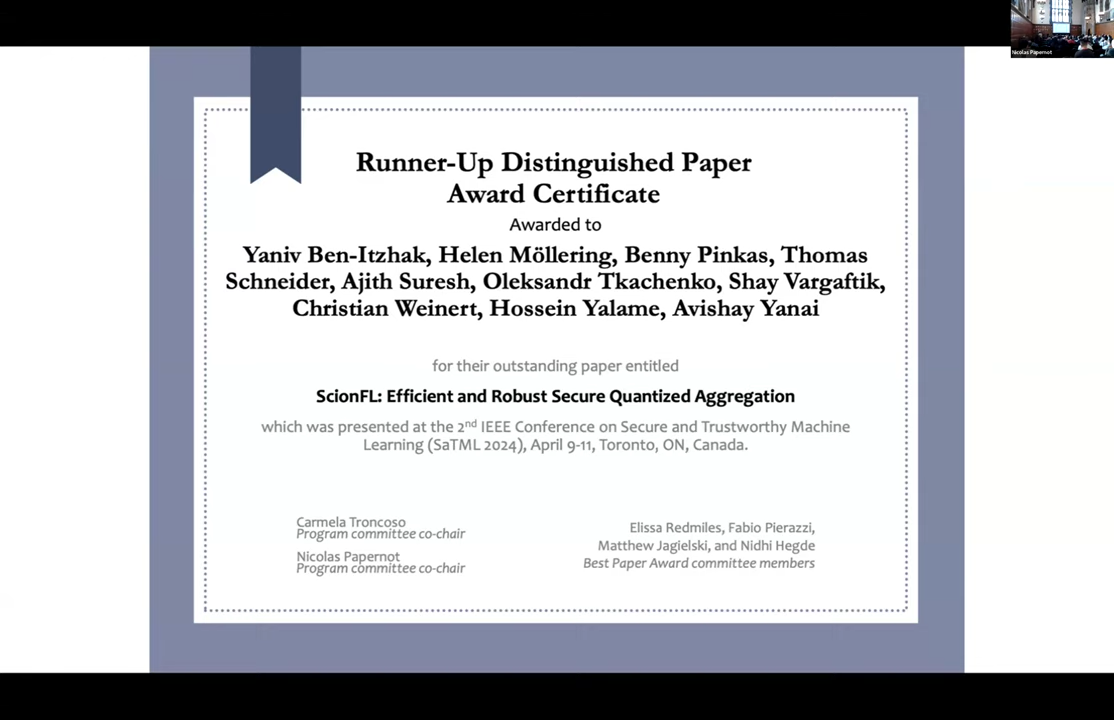 Nicolas Papernot
Runner-Up Distinguished Paper
Award Certificate
Awarded to
Yaniv Ben-Itzhak, Helen Möllering, Benny Pinkas, Thomas
Schneider, Ajith Suresh, Oleksandr Tkachenko, Shay Vargaftik,
Christian Weinert, Hossein Yalame, Avishay Yanai
for their outstanding paper entitled
ScionFL: Efficient and Robust Secure Quantized Aggregation
which was presented at the 2nd IEEE Conference on Secure and Trustworthy Machine
Learning (SaTML 2024), April 9-11, Toronto, ON, Canada.
Carmela Troncoso
Program committee co-chair
Nicolas Papernot
Program committee co-chair
Elissa Redmiles, Fabio Pierazzi,
Matthew Jagielski, and Nidhi Hegde
Best Paper Award committee members